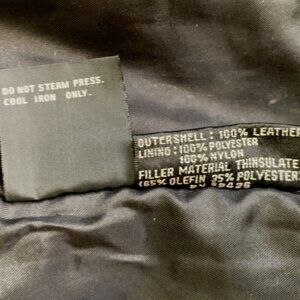 DO NOT STEAM PRESS.
COOL IRON ONLY.
OUTERSHELL: 100% LEATHER
LINING: 100% POLYESTER
100% NYLON
FILLER MATERIAL THINSULATE
(65% OLEFIN 35% POLYESTER)